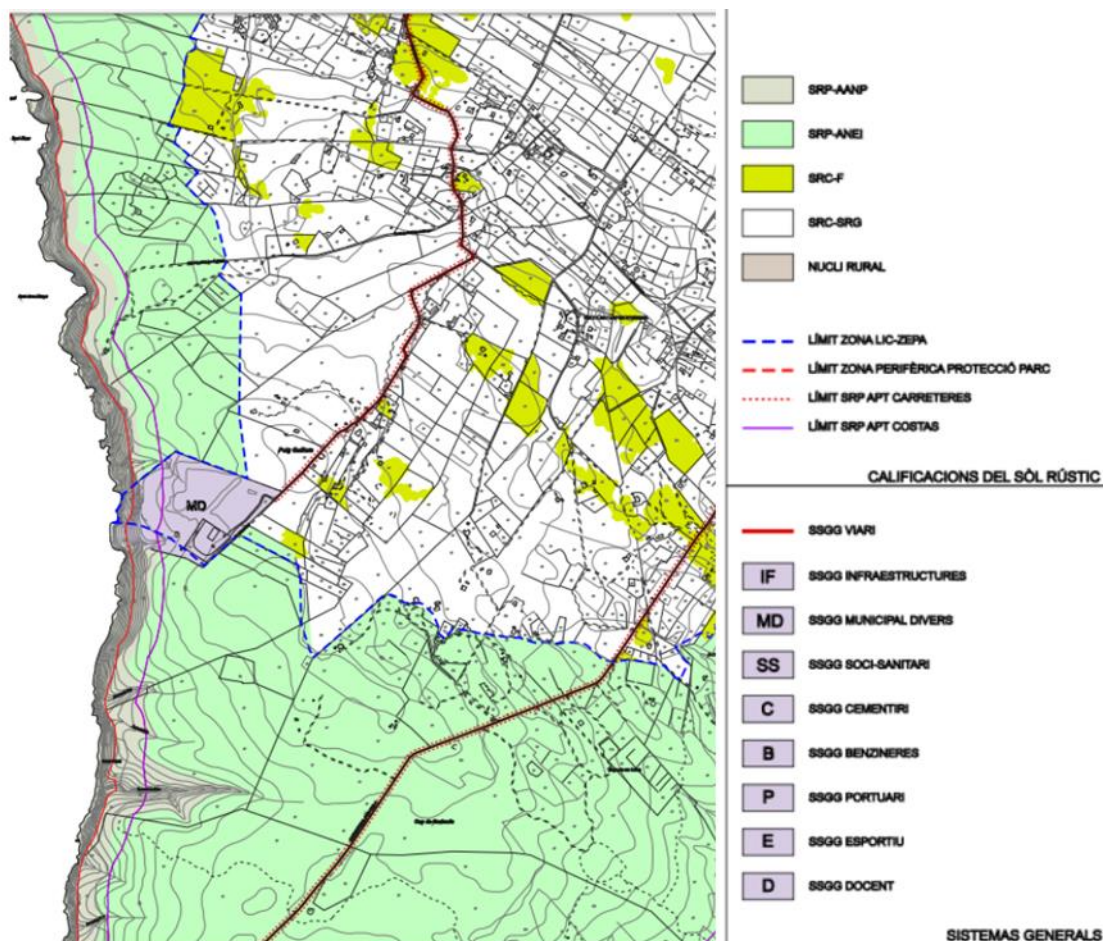 SRP-AANP
SRP-ANEI
SRC-F
SRC-SRG
NUCLI RURAL
LÍMIT ZONA LIC-ZEPA
LÍMIT ZONA PERIFÈRICA PROTECCIÓ PARC
LÍMIT SRP APT CARRETERES
LÍMIT SRP APT COSTAS
CALIFICACIONS DEL SÒL RÚSTIC
MD
SSGG VIARI
IF SSGG INFRAESTRUCTURES
MD SSGG MUNICIPAL DIVERS
SS SSGG SOCI-SANITARI
C SSGG CEMENTIRI
B SSGG BENZINERES
P SSGG PORTUARI
E SSGG ESPORTIU
D SSGG DOCENT
SISTEMAS GENERALS